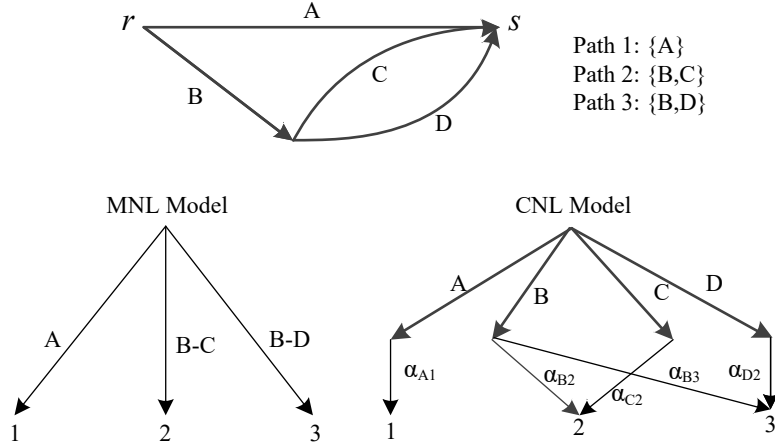 A
r
s
C
B
D
Path 1: {A}
Path 2: {B,C}
Path 3: {B,D}
MNL Model
A
B-C
B-D
1
2
3
CNL Model
A
B
C
D
αA1
αB2
αC2
αB3
αD2
1
2
3